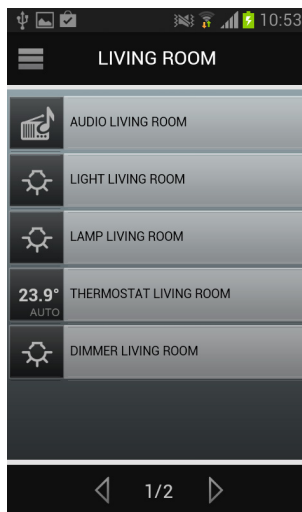 10:53
LIVING ROOM
AUDIO LIVING ROOM
LIGHT LIVING ROOM
LAMP LIVING ROOM
23.9° THERMOSTAT LIVING ROOM
AUTO
DIMMER LIVING ROOM
1/2